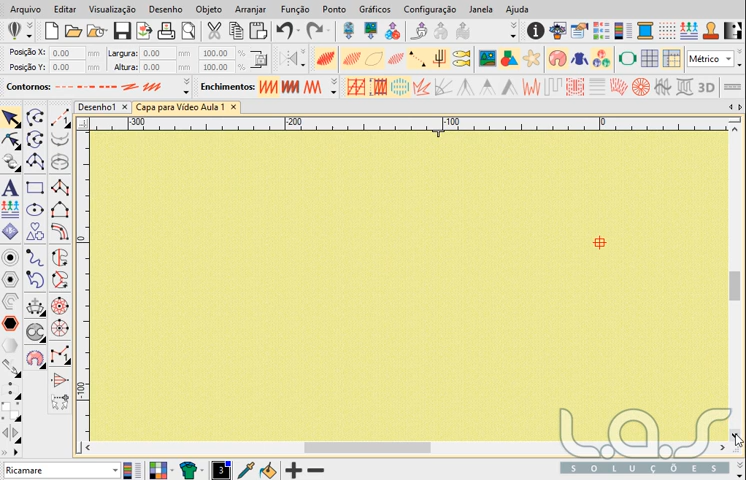 Arquivo Editar Visualização Desenho Objeto Arranjar Função Ponto Gráficos Configuração Janela Ajuda
Posição X: 0.00 mm Largura: 0.00 mm 100.00 %
Posição Y: 0.00 mm Altura: 0.00 mm 100.00 %
Métrico
Contornos: Enchimentos: 3D
Desenho1 Capa para Vídeo Aula 1
-300 -200 -100 0
0
-100
A
L.a.S
SOLUÇÕES
Ricamare 3